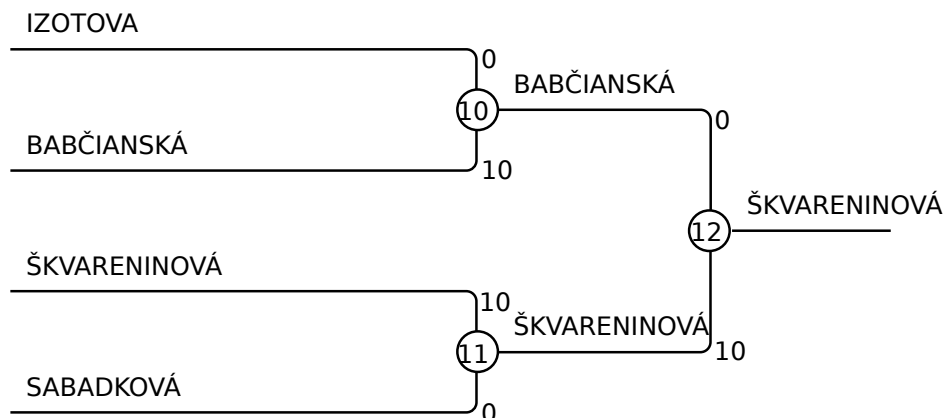 IZOTOVA
0
10
BABČIANSKÁ
BABČIANSKÁ
10
0
12
ŠKVARENINOVÁ
ŠKVARENINOVÁ
10
11
ŠKVARENINOVÁ
10
SABADKOVÁ
0